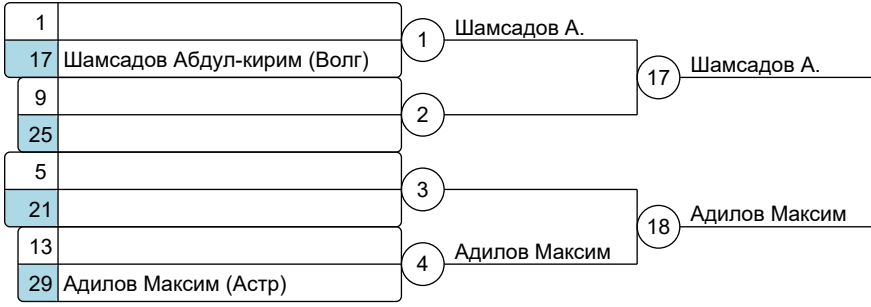 1
17 Шамсадов Абдул-кирим (Волг)
1 Шамсадов А.
9
25
2
17 Шамсадов А.
5
21
3
13
29 Адилов Максим (Астр)
4 Адилов Максим
18 Адилов Максим